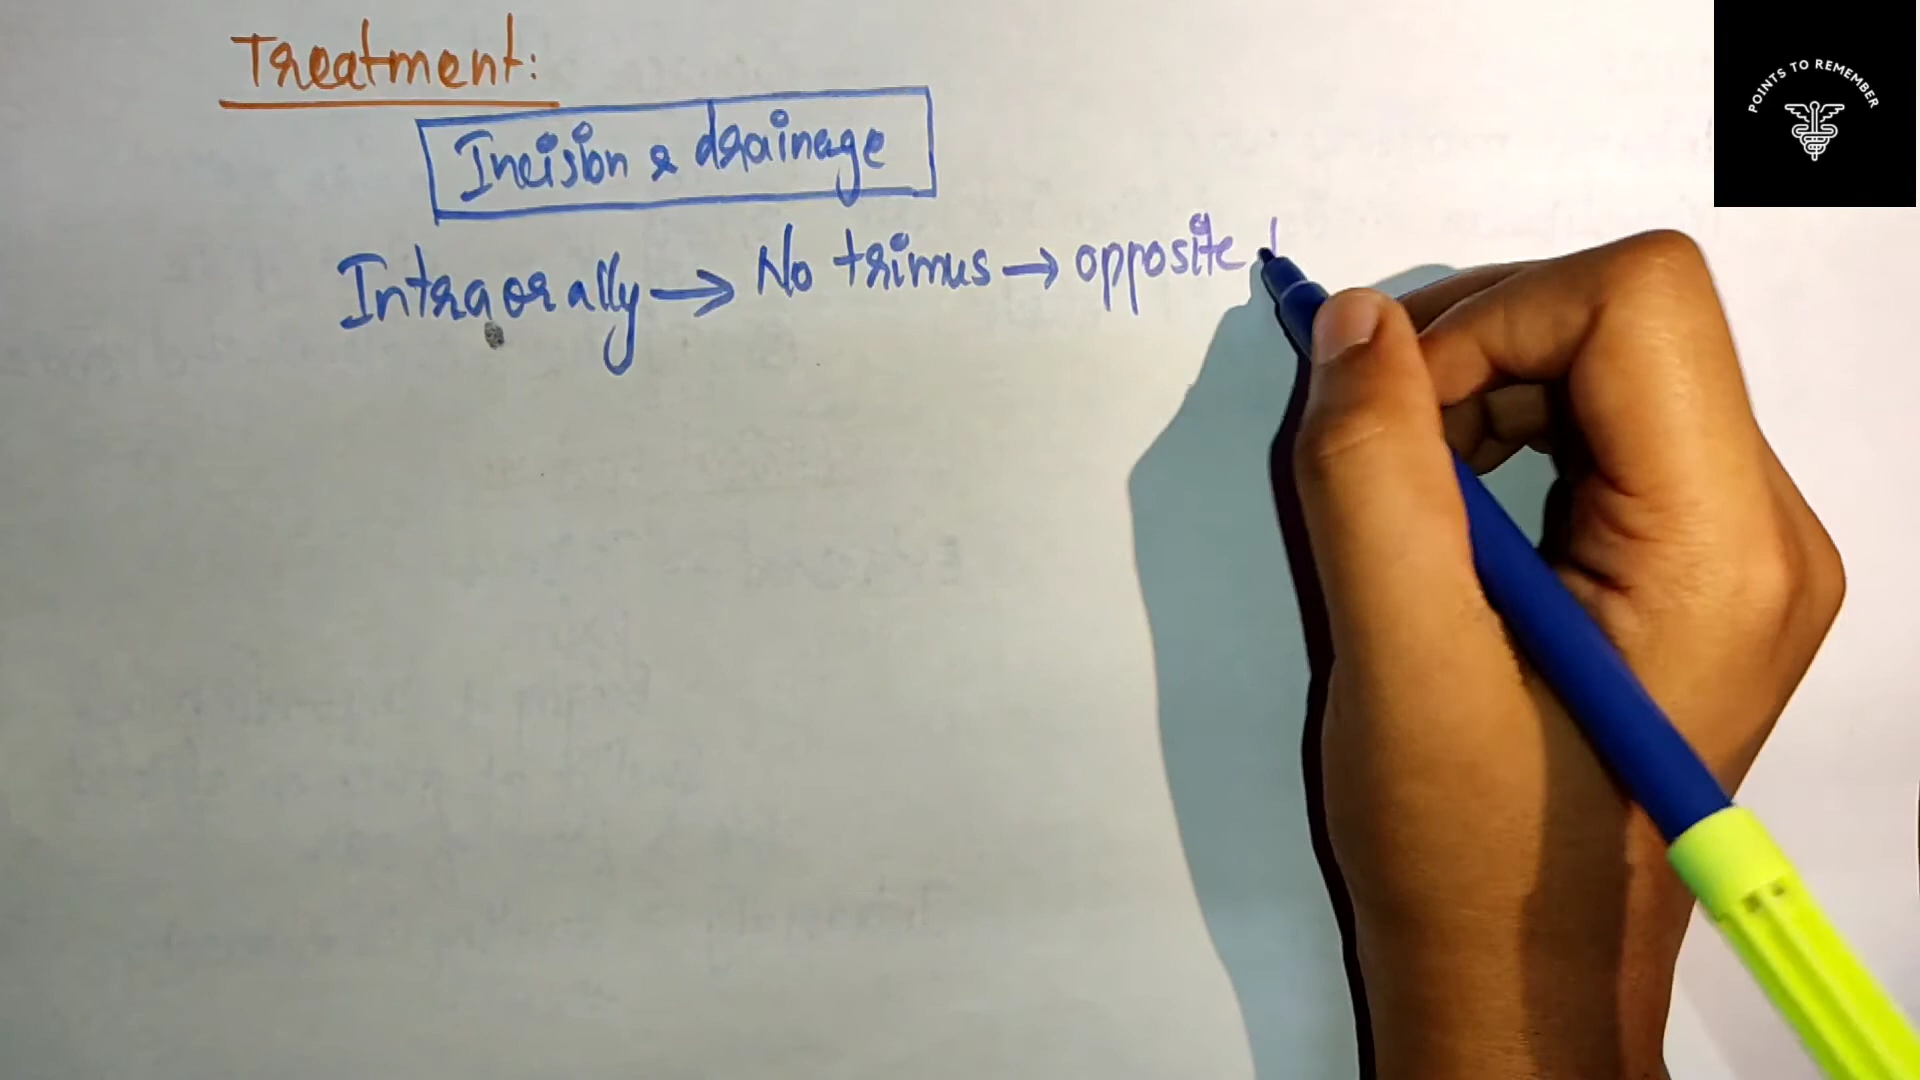 Treatment:
Incision & drainage
Intraorally → No trimus → opposite
POINTS TO REMEMBER